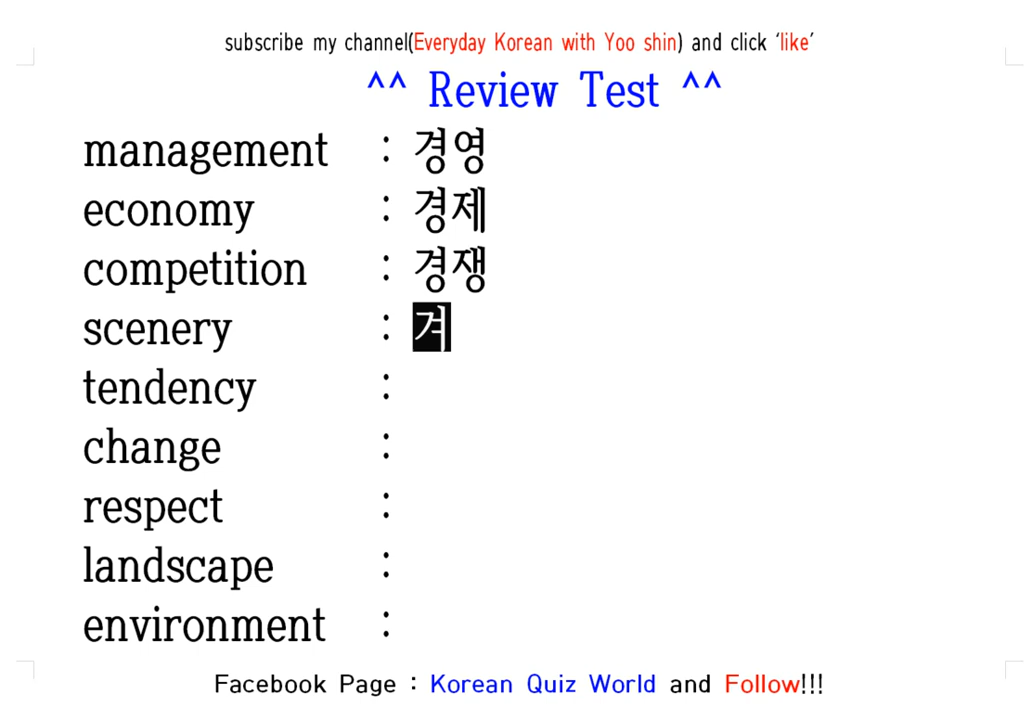 subscribe my channel(Everyday Korean with Yoo shin) and click ‘like’
^^ Review Test ^^
management : 경영
economy : 경제
competition : 경쟁
scenery : 겨
tendency :
change :
respect :
landscape :
environment :
Facebook Page : Korean Quiz World and Follow!!!